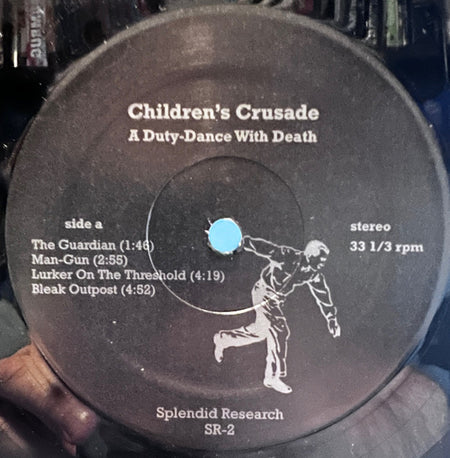 Children's Crusade
A Duty-Dance With Death
side a
stereo
The Guardian (1:46)
33 1/3 rpm
Man-Gun (2:55)
Lurker On The Threshold (4:19)
Bleak Outpost (4:52)
Splendid Research
SR-2